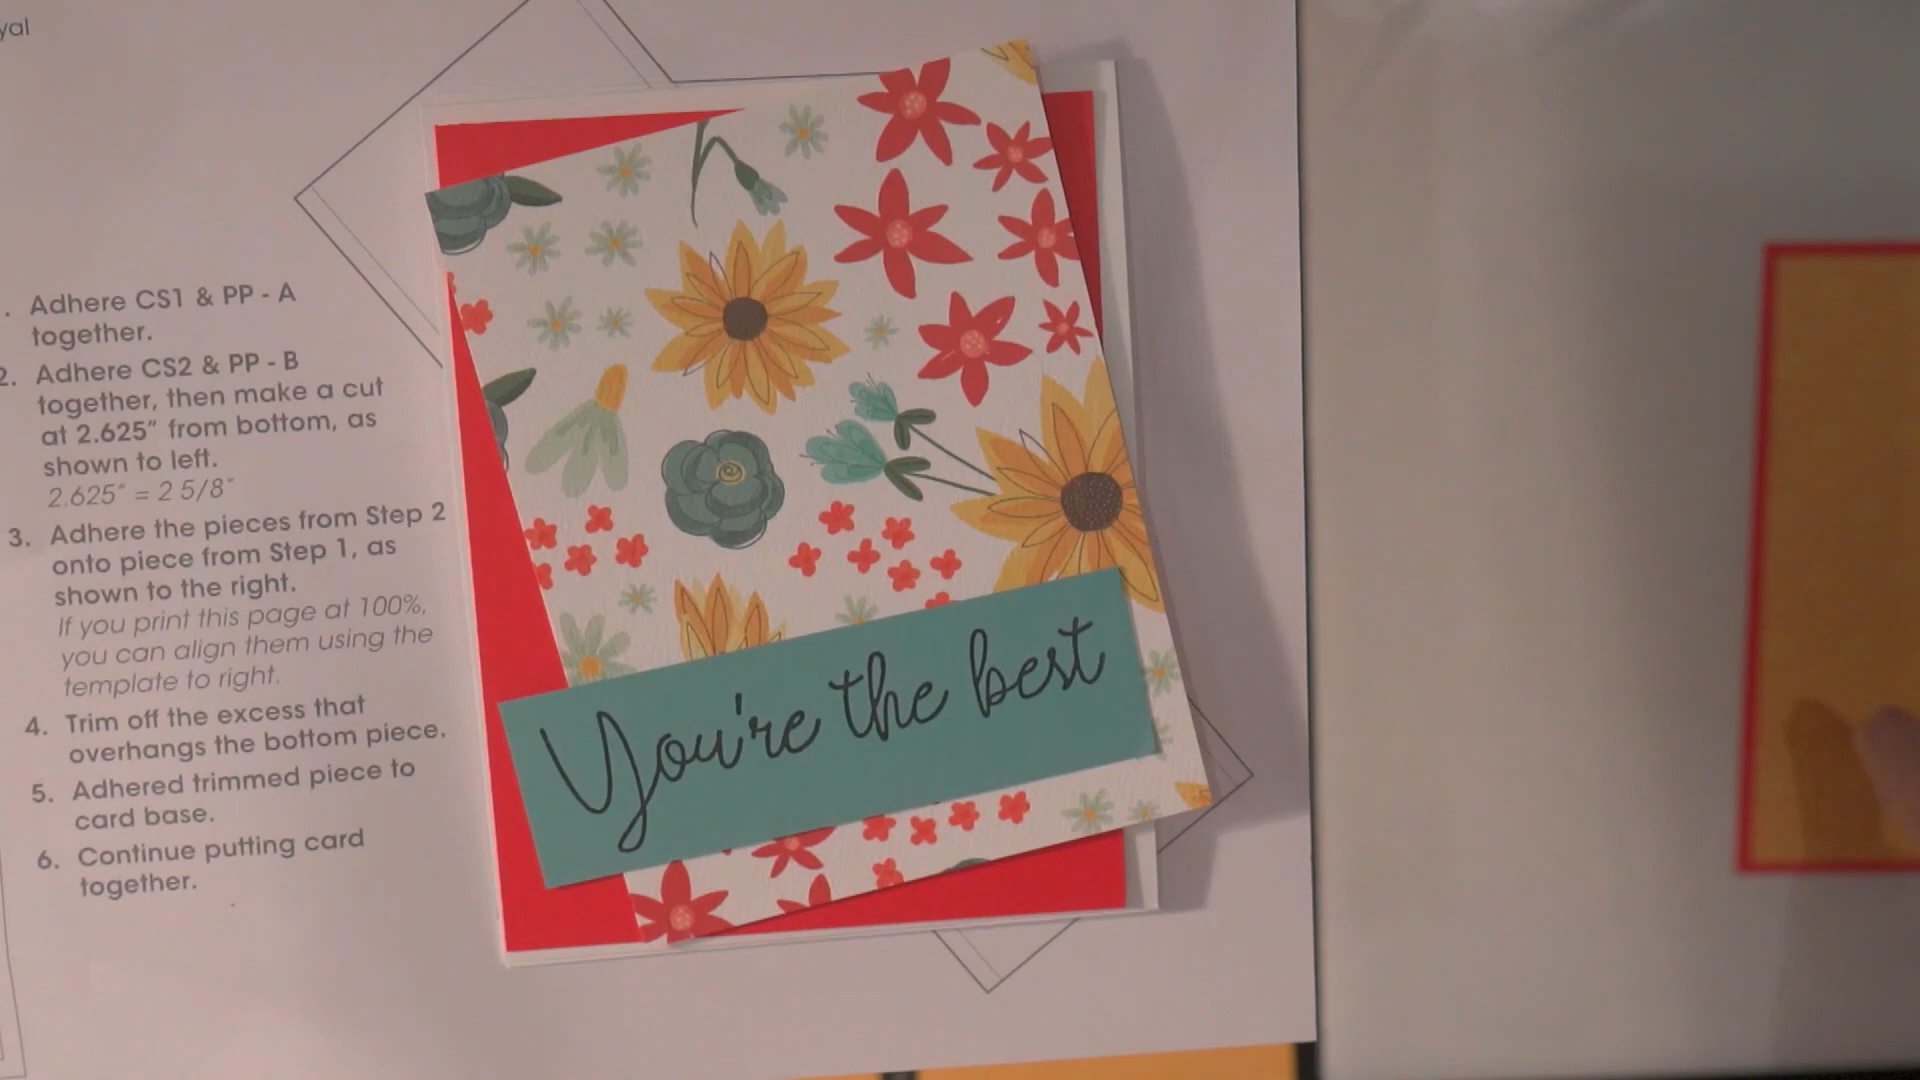 . Adhere CS1 & PP - A
together.
2. Adhere CS2 & PP - B
together, then make a cut
at 2.625" from bottom, as
shown to left.
2.625" = 2 5/8"
3. Adhere the pieces from Step 2
onto piece from Step 1, as
shown to the right.
If you print this page at 100%,
you can align them using the
template to right.
4. Trim off the excess that
overhangs the bottom piece.
5. Adhered trimmed piece to
card base.
6. Continue putting card
together.
You're the best